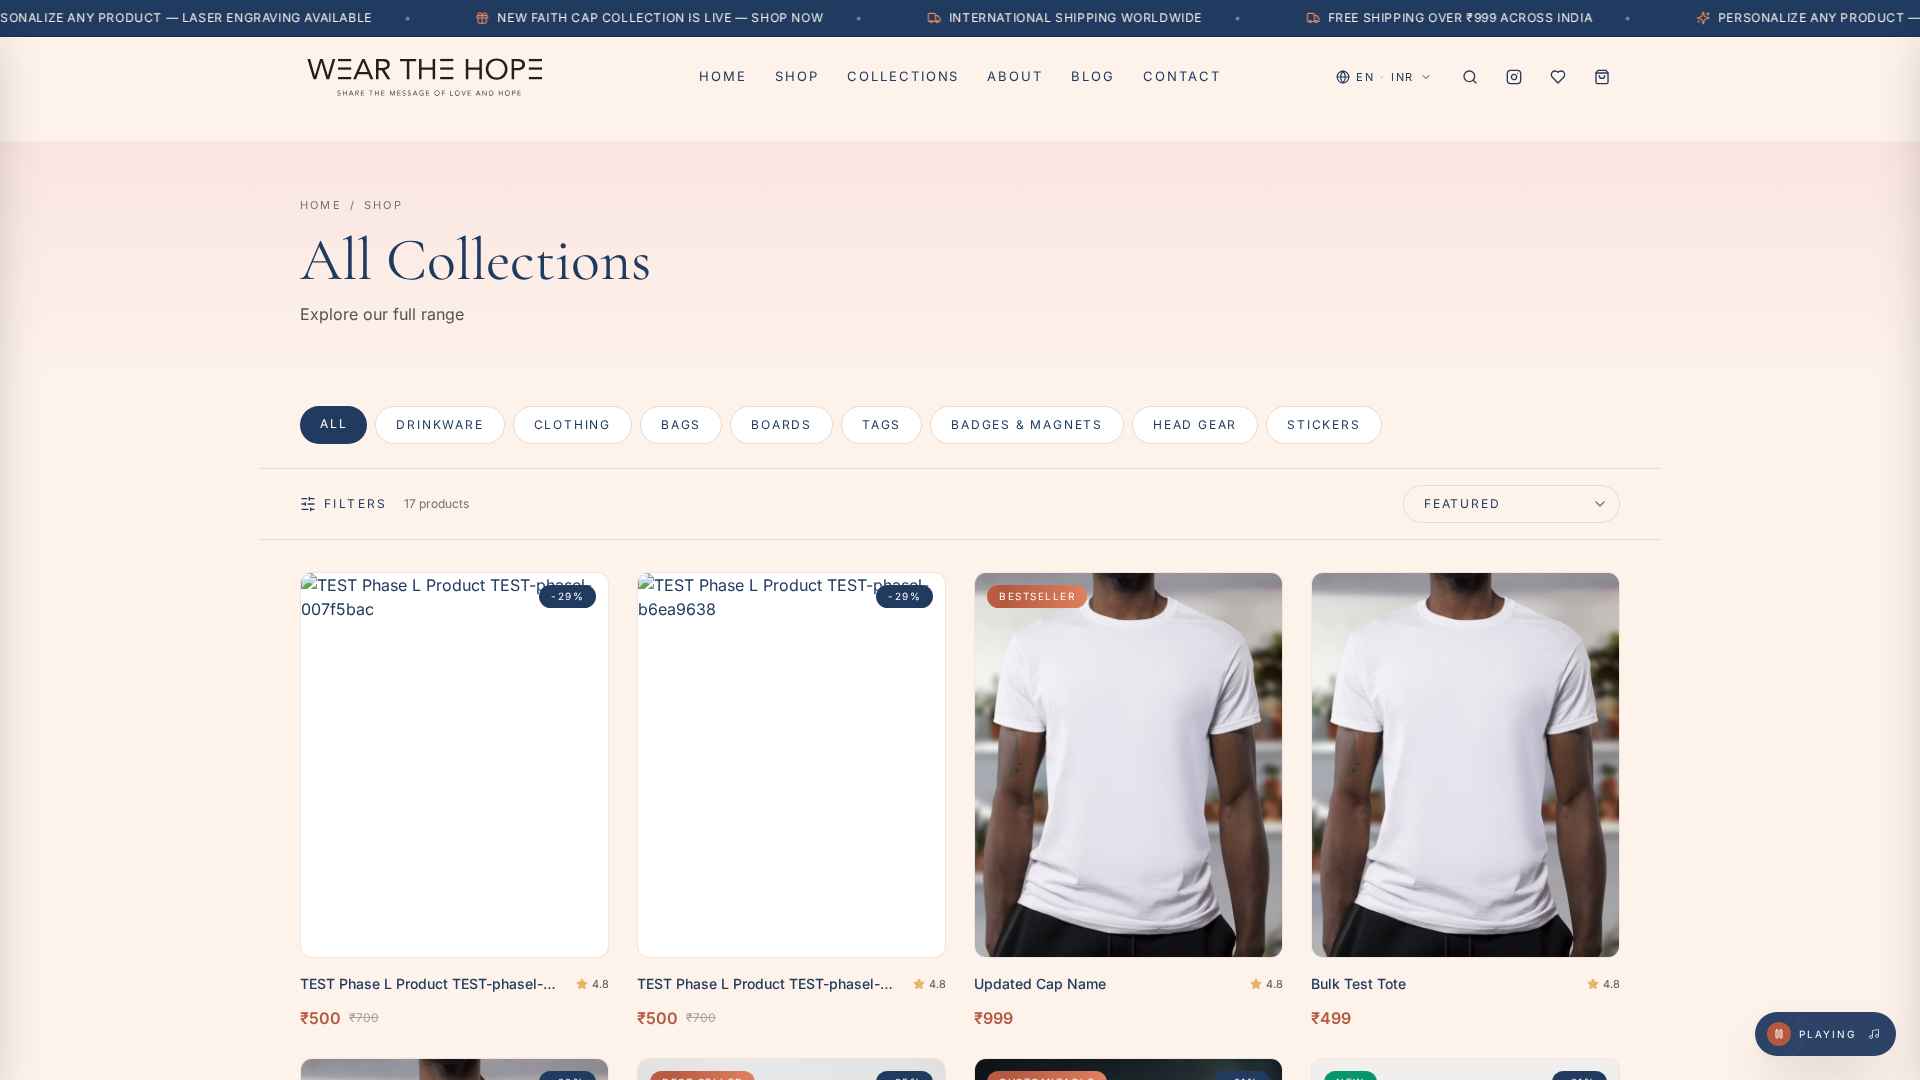 SONALIZE ANY PRODUCT — LASER ENGRAVING AVAILABLE • NEW FAITH CAP COLLECTION IS LIVE — SHOP NOW • INTERNATIONAL SHIPPING WORLDWIDE • FREE SHIPPING OVER ₹999 ACROSS INDIA • PERSONALIZE ANY PRODUCT —
WEAR THE HOPE
SHARE THE MESSAGE OF LOVE AND HOPE
HOME SHOP COLLECTIONS ABOUT BLOG CONTACT
EN · INR
HOME / SHOP
All Collections
Explore our full range
ALL DRINKWARE CLOTHING BAGS BOARDS TAGS BADGES & MAGNETS HEAD GEAR STICKERS
FILTERS 17 products
FEATURED
TEST Phase L Product TEST-phasel-
007f5bac
-29%
TEST Phase L Product TEST-phasel-
b6ea9638
-29%
BESTSELLER
TEST Phase L Product TEST-phasel-... 4.8
₹500 ₹700
TEST Phase L Product TEST-phasel-... 4.8
₹500 ₹700
Updated Cap Name 4.8
₹999
Bulk Test Tote 4.8
₹499
PLAYING